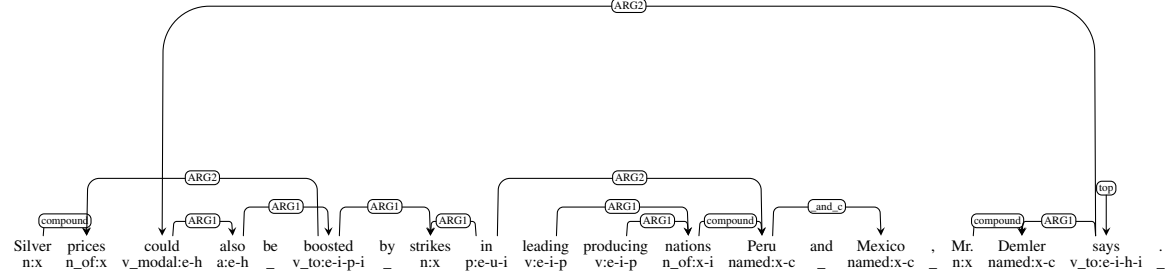 ARG2
ARG2 ARG2 top
compound ARG1 ARG1 ARG1 ARG1 ARG1 ARG1 compound _and_c compound ARG1
Silver prices could also be boosted by strikes in leading producing nations Peru and Mexico , Mr. Demler says .
n:x n_of:x v_modal:e-h a:e-h _ v_to:e-i-p-i _ n:x p:e-u-i v:e-i-p v:e-i-p n_of:x-i named:x-c _ named:x-c _ n:x named:x-c v_to:e-i-h-i _